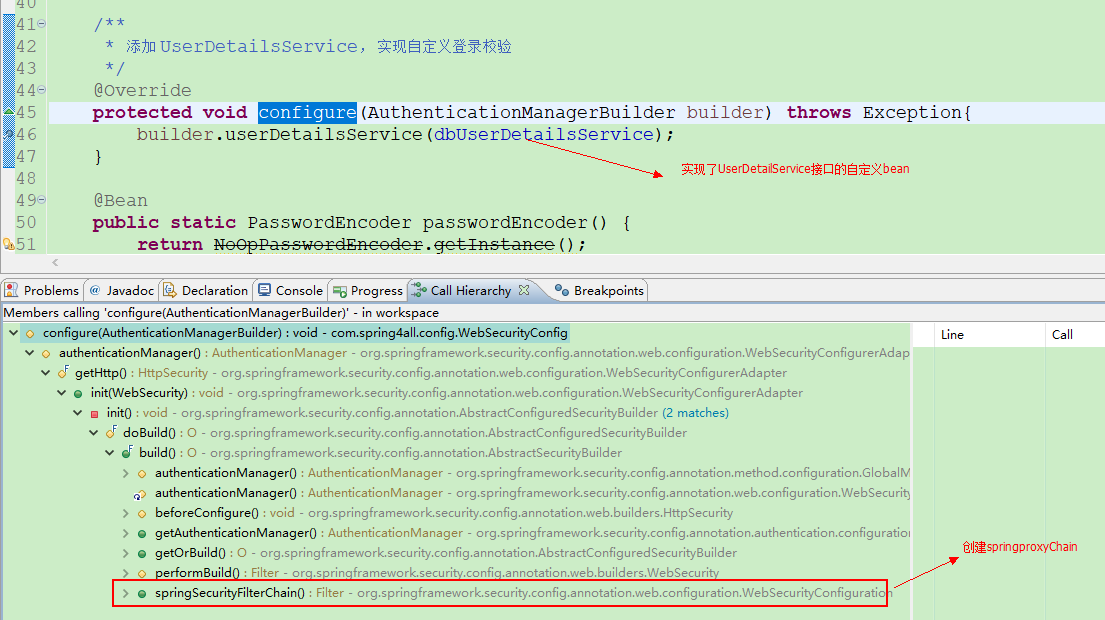 40
41 /**
42 * 添加 UserDetailsService, 实现自定义登录校验
43 */
44 @Override
45 protected void configure(AuthenticationManagerBuilder builder) throws Exception{
46 builder.userDetailsService(dbUserDetailsService);
47 }
实现了UserDetailService接口的自定义bean
48
49 @Bean
50 public static PasswordEncoder passwordEncoder() {
51 return NoOpPasswordEncoder.getInstance();
Problems @ Javadoc Declaration Console Progress Call Hierarchy Breakpoints
Members calling 'configure(AuthenticationManagerBuilder)' - in workspace
Line Call
configure(AuthenticationManagerBuilder) : void - com.spring4all.config.WebSecurityConfig
authenticationManager() : AuthenticationManager - org.springframework.security.config.annotation.web.configuration.WebSecurityConfigurerAdap
getHttp() : HttpSecurity - org.springframework.security.config.annotation.web.configuration.WebSecurityConfigurerAdapter
init(WebSecurity) : void - org.springframework.security.config.annotation.web.configuration.WebSecurityConfigurerAdapter
init() : void - org.springframework.security.config.annotation.AbstractConfiguredSecurityBuilder (2 matches)
doBuild() : O - org.springframework.security.config.annotation.AbstractConfiguredSecurityBuilder
build() : O - org.springframework.security.config.annotation.AbstractSecurityBuilder
authenticationManager() : AuthenticationManager - org.springframework.security.config.annotation.method.configuration.GlobalM
authenticationManager() : AuthenticationManager - org.springframework.security.config.annotation.web.configuration.WebSecurity
beforeConfigure() : void - org.springframework.security.config.annotation.web.builders.HttpSecurity
getAuthenticationManager() : AuthenticationManager - org.springframework.security.config.annotation.authentication.configuration
getOrBuild() : O - org.springframework.security.config.annotation.AbstractConfiguredSecurityBuilder
performBuild() : Filter - org.springframework.security.config.annotation.web.builders.WebSecurity
springSecurityFilterChain() : Filter - org.springframework.security.config.annotation.web.configuration.WebSecurityConfiguration
创建springproxyChain